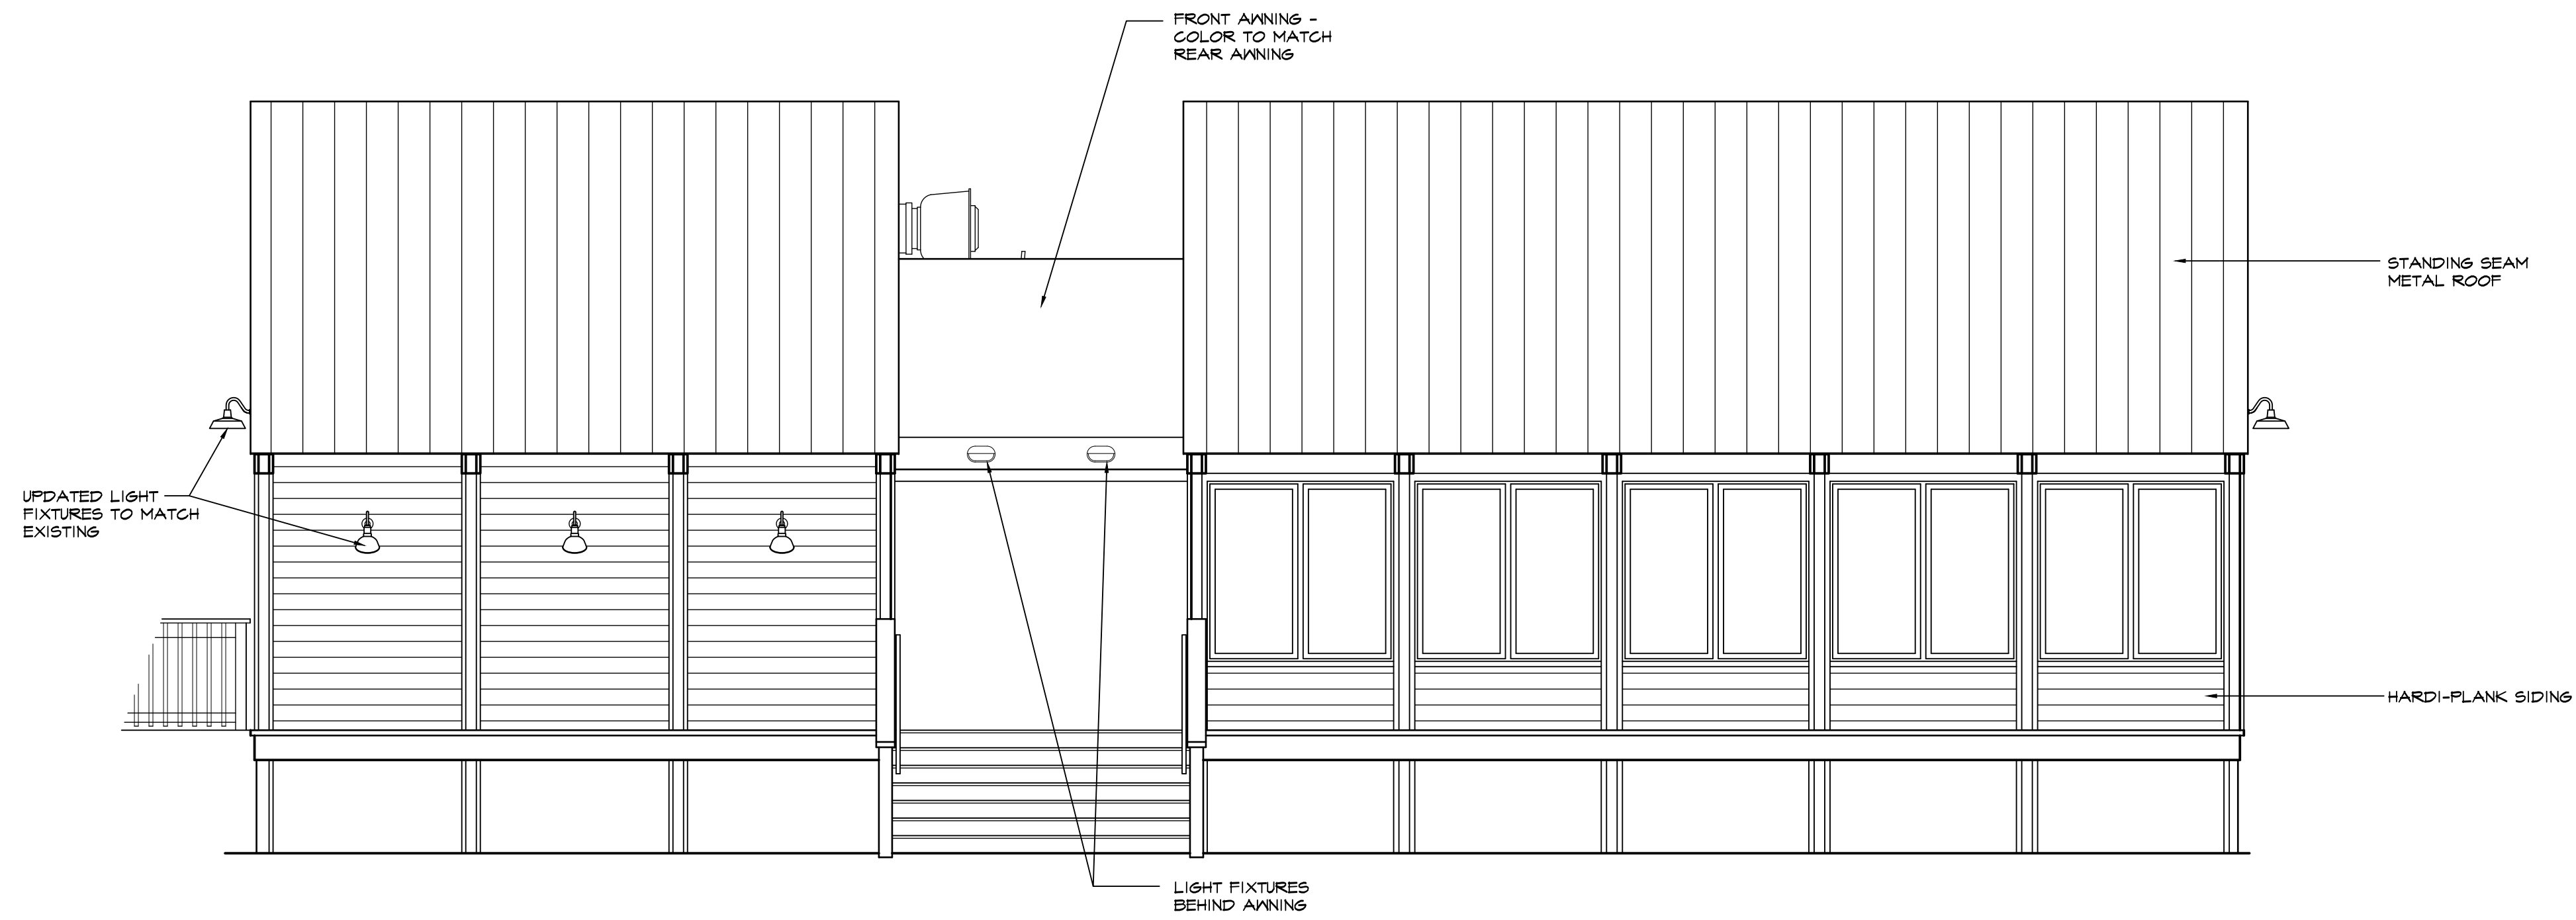 FRONT AWNING -
COLOR TO MATCH
REAR AWNING
STANDING SEAM
METAL ROOF
UPDATED LIGHT
FIXTURES TO MATCH
EXISTING
HARDI-PLANK SIDING
LIGHT FIXTURES
BEHIND AWNING